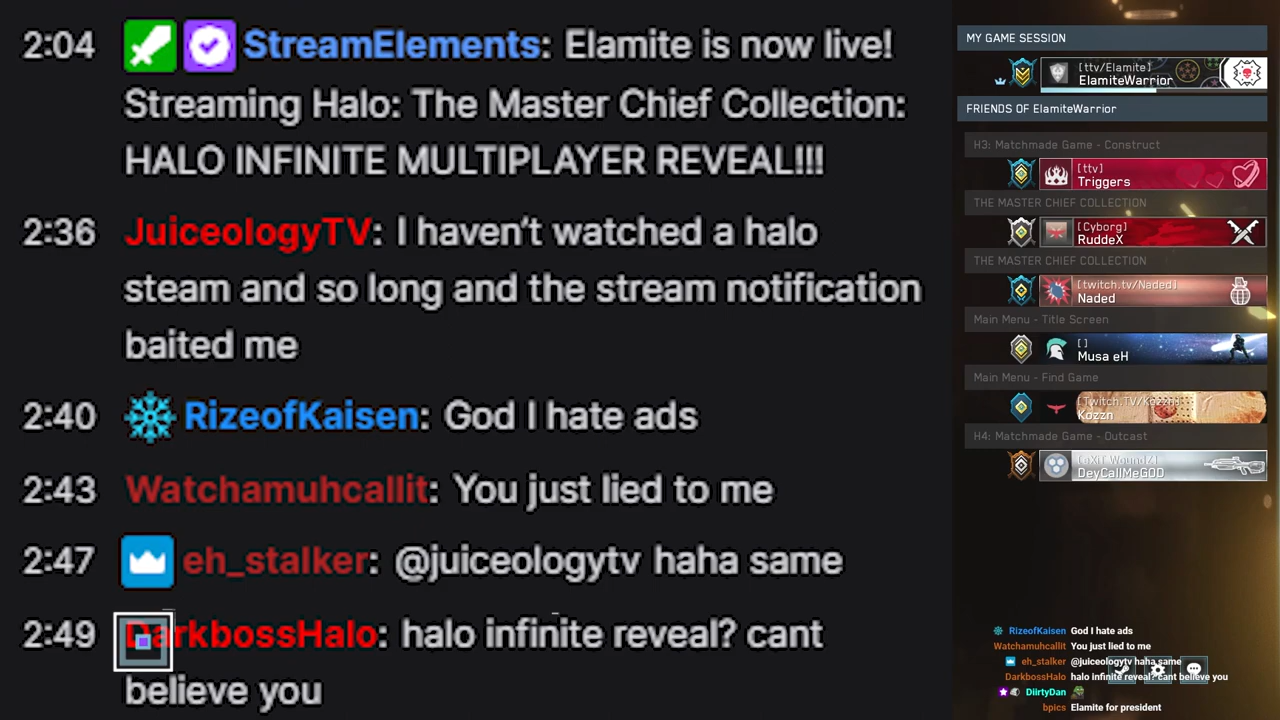 2:04 StreamElements: Elamite is now live!
Streaming Halo: The Master Chief Collection:
HALO INFINITE MULTIPLAYER REVEAL!!!
2:36 JuiceologyTV: I haven't watched a halo
steam and so long and the stream notification
baited me
2:40 RizeofKaisen: God I hate ads
2:43 Watchamuhcallit: You just lied to me
2:47 eh_stalker: @juiceologytv haha same
2:49 DarkbossHalo: halo infinite reveal? cant
believe you
MY GAME SESSION
[ttv/Elamite]
ElamiteWarrior
FRIENDS OF ElamiteWarrior
H3: Matchmade Game - Construct
[ttv]
Triggers
THE MASTER CHIEF COLLECTION
[Cyborg]
RuddeX
THE MASTER CHIEF COLLECTION
[twitch.tv/Naded]
Naded
Main Menu - Title Screen
[ ]
Musa eH
Main Menu - Find Game
[Twitch.TV/Kozzn]
Kozzn
H4: Matchmade Game - Outcast
DeyCallMeGOD
RizeofKaisen God I hate ads
Watchamuhcallit You just lied to me
eh_stalker @juiceologytv haha same
DarkbossHalo halo infinite reveal? cant believe you
DiirtyDan
bpics Elamite for president